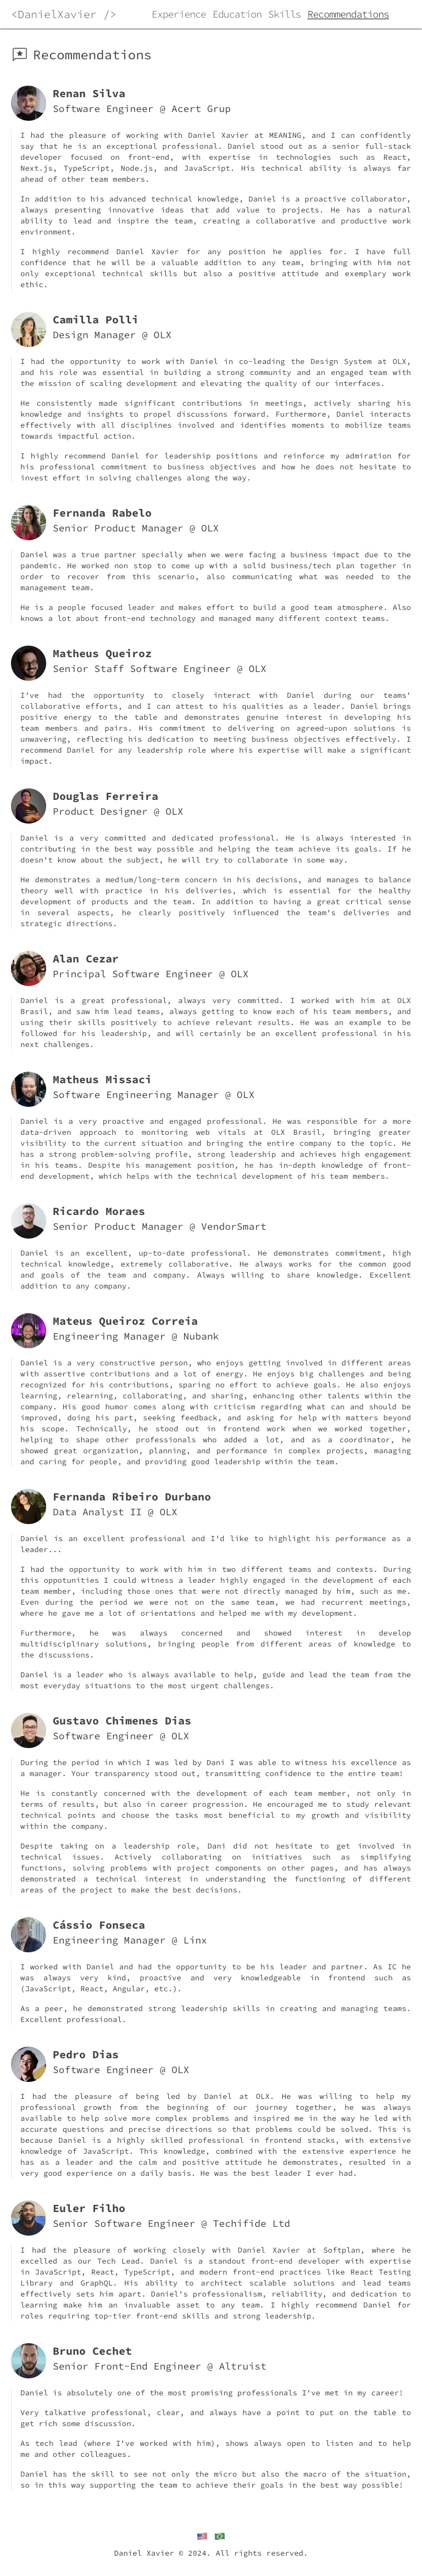 <DanielXavier />
Experience Education Skills Recommendations
Recommendations
Renan Silva
Software Engineer @ Acert Grup
I had the pleasure of working with Daniel Xavier at MEANING, and I can confidently
say that he is an exceptional professional. Daniel stood out as a senior full-stack
developer focused on front-end, with expertise in technologies such as React,
Next.js, TypeScript, Node.js, and JavaScript. His technical ability is always far
ahead of other team members.
In addition to his advanced technical knowledge, Daniel is a proactive collaborator,
always presenting innovative ideas that add value to projects. He has a natural
ability to lead and inspire the team, creating a collaborative and productive work
environment.
I highly recommend Daniel Xavier for any position he applies for. I have full
confidence that he will be a valuable addition to any team, bringing with him not
only exceptional technical skills but also a positive attitude and exemplary work
ethic.
Camilla Polli
Design Manager @ OLX
I had the opportunity to work with Daniel in co-leading the Design System at OLX,
and his role was essential in building a strong community and an engaged team with
the mission of scaling development and elevating the quality of our interfaces.
He consistently made significant contributions in meetings, actively sharing his
knowledge and insights to propel discussions forward. Furthermore, Daniel interacts
effectively with all disciplines involved and identifies moments to mobilize teams
towards impactful action.
I highly recommend Daniel for leadership positions and reinforce my admiration for
his professional commitment to business objectives and how he does not hesitate to
invest effort in solving challenges along the way.
Fernanda Rabelo
Senior Product Manager @ OLX
Daniel was a true partner specially when we were facing a business impact due to the
pandemic. He worked non stop to come up with a solid business/tech plan together in
order to recover from this scenario, also communicating what was needed to the
management team.
He is a people focused leader and makes effort to build a good team atmosphere. Also
knows a lot about front-end technology and managed many different context teams.
Matheus Queiroz
Senior Staff Software Engineer @ OLX
I've had the opportunity to closely interact with Daniel during our teams'
collaborative efforts, and I can attest to his qualities as a leader. Daniel brings
positive energy to the table and demonstrates genuine interest in developing his
team members and pairs. His commitment to delivering on agreed-upon solutions is
unwavering, reflecting his dedication to meeting business objectives effectively. I
recommend Daniel for any leadership role where his expertise will make a significant
impact.
Douglas Ferreira
Product Designer @ OLX
Daniel is a very committed and dedicated professional. He is always interested in
contributing in the best way possible and helping the team achieve its goals. If he
doesn't know about the subject, he will try to collaborate in some way.
He demonstrates a medium/long-term concern in his decisions, and manages to balance
theory well with practice in his deliveries, which is essential for the healthy
development of products and the team. In addition to having a great critical sense
in several aspects, he clearly positively influenced the team's deliveries and
strategic directions.
Alan Cezar
Principal Software Engineer @ OLX
Daniel is a great professional, always very committed. I worked with him at OLX
Brasil, and saw him lead teams, always getting to know each of his team members, and
using their skills positively to achieve relevant results. He was an example to be
followed for his leadership, and will certainly be an excellent professional in his
next challenges.
Matheus Missaci
Software Engineering Manager @ OLX
Daniel is a very proactive and engaged professional. He was responsible for a more
data-driven approach to monitoring web vitals at OLX Brasil, bringing greater
visibility to the current situation and bringing the entire company to the topic. He
has a strong problem-solving profile, strong leadership and achieves high engagement
in his teams. Despite his management position, he has in-depth knowledge of front-
end development, which helps with the technical development of his team members.
Ricardo Moraes
Senior Product Manager @ VendorSmart
Daniel is an excellent, up-to-date professional. He demonstrates commitment, high
technical knowledge, extremely collaborative. He always works for the common good
and goals of the team and company. Always willing to share knowledge. Excellent
addition to any company.
Mateus Queiroz Correia
Engineering Manager @ Nubank
Daniel is a very constructive person, who enjoys getting involved in different areas
with assertive contributions and a lot of energy. He enjoys big challenges and being
recognized for his contributions, sparing no effort to achieve goals. He also enjoys
learning, relearning, collaborating, and sharing, enhancing other talents within the
company. His good humor comes along with criticism regarding what can and should be
improved, doing his part, seeking feedback, and asking for help with matters beyond
his scope. Technically, he stood out in frontend work when we worked together,
helping to shape other professionals who added a lot, and as a coordinator, he
showed great organization, planning, and performance in complex projects, managing
and caring for people, and providing good leadership within the team.
Fernanda Ribeiro Durbano
Data Analyst II @ OLX
Daniel is an excellent professional and I'd like to highlight his performance as a
leader...
I had the opportunity to work with him in two different teams and contexts. During
this oppotunities I could witness a leader highly engaged in the development of each
team member, including those ones that were not directly managed by him, such as me.
Even during the period we were not on the same team, we had recurrent meetings,
where he gave me a lot of orientations and helped me with my development.
Furthermore, he was always concerned and showed interest in develop
multidisciplinary solutions, bringing people from different areas of knowledge to
the discussions.
Daniel is a leader who is always available to help, guide and lead the team from the
most everyday situations to the most urgent challenges.
Gustavo Chimenes Dias
Software Engineer @ OLX
During the period in which I was led by Dani I was able to witness his excellence as
a manager. Your transparency stood out, transmitting confidence to the entire team!
He is constantly concerned with the development of each team member, not only in
terms of results, but also in career progression. He encouraged me to study relevant
technical points and choose the tasks most beneficial to my growth and visibility
within the company.
Despite taking on a leadership role, Dani did not hesitate to get involved in
technical issues. Actively collaborating on initiatives such as simplifying
functions, solving problems with project components on other pages, and has always
demonstrated a technical interest in understanding the functioning of different
areas of the project to make the best decisions.
Cássio Fonseca
Engineering Manager @ Linx
I worked with Daniel and had the opportunity to be his leader and partner. As IC he
was always very kind, proactive and very knowledgeable in frontend such as
(JavaScript, React, Angular, etc.).
As a peer, he demonstrated strong leadership skills in creating and managing teams.
Excellent professional.
Pedro Dias
Software Engineer @ OLX
I had the pleasure of being led by Daniel at OLX. He was willing to help my
professional growth from the beginning of our journey together, he was always
available to help solve more complex problems and inspired me in the way he led with
accurate questions and precise directions so that problems could be solved. This is
because Daniel is a highly skilled professional in frontend stacks, with extensive
knowledge of JavaScript. This knowledge, combined with the extensive experience he
has as a leader and the calm and positive attitude he demonstrates, resulted in a
very good experience on a daily basis. He was the best leader I ever had.
Euler Filho
Senior Software Engineer @ Techifide Ltd
I had the pleasure of working closely with Daniel Xavier at Softplan, where he
excelled as our Tech Lead. Daniel is a standout front-end developer with expertise
in JavaScript, React, TypeScript, and modern front-end practices like React Testing
Library and GraphQL. His ability to architect scalable solutions and lead teams
effectively sets him apart. Daniel's professionalism, reliability, and dedication to
learning make him an invaluable asset to any team. I highly recommend Daniel for
roles requiring top-tier front-end skills and strong leadership.
Bruno Cechet
Senior Front-End Engineer @ Altruist
Daniel is absolutely one of the most promising professionals I've met in my career!
Very talkative professional, clear, and always have a point to put on the table to
get rich some discussion.
As tech lead (where I've worked with him), shows always open to listen and to help
me and other colleagues.
Daniel has the skill to see not only the micro but also the macro of the situation,
so in this way supporting the team to achieve their goals in the best way possible!
Daniel Xavier © 2024. All rights reserved.